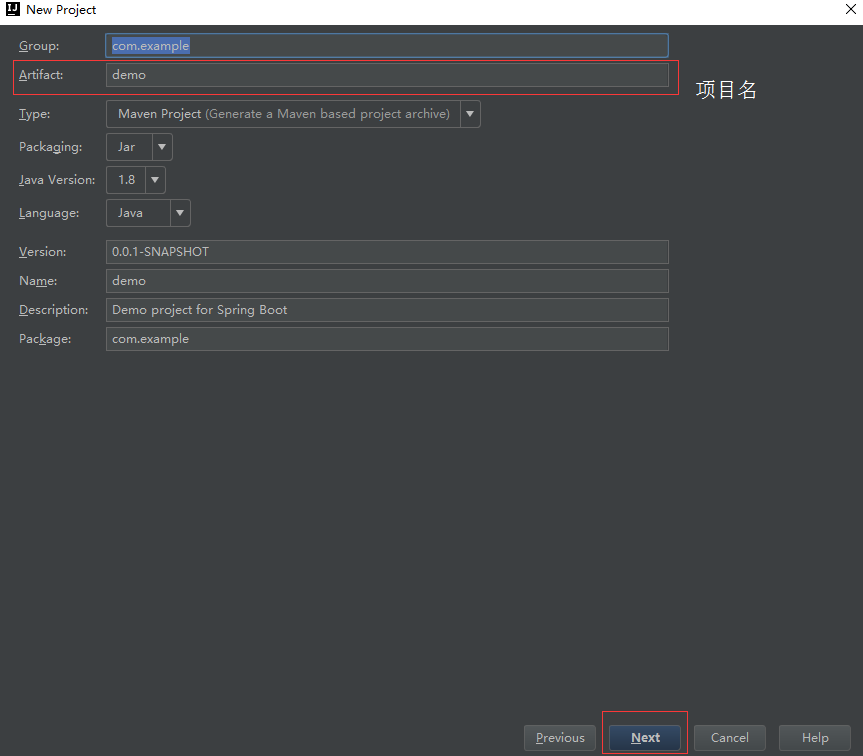 IJ New Project
Group: com.example
Artifact: demo
项目名
Type: Maven Project (Generate a Maven based project archive)
Packaging: Jar
Java Version: 1.8
Language: Java
Version: 0.0.1-SNAPSHOT
Name: demo
Description: Demo project for Spring Boot
Package: com.example
Previous Next Cancel Help